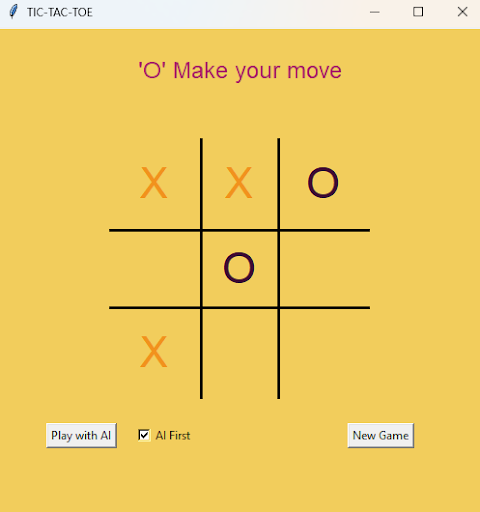 TIC-TAC-TOE
'O' Make your move
X X O
O
X
Play with AI AI First New Game